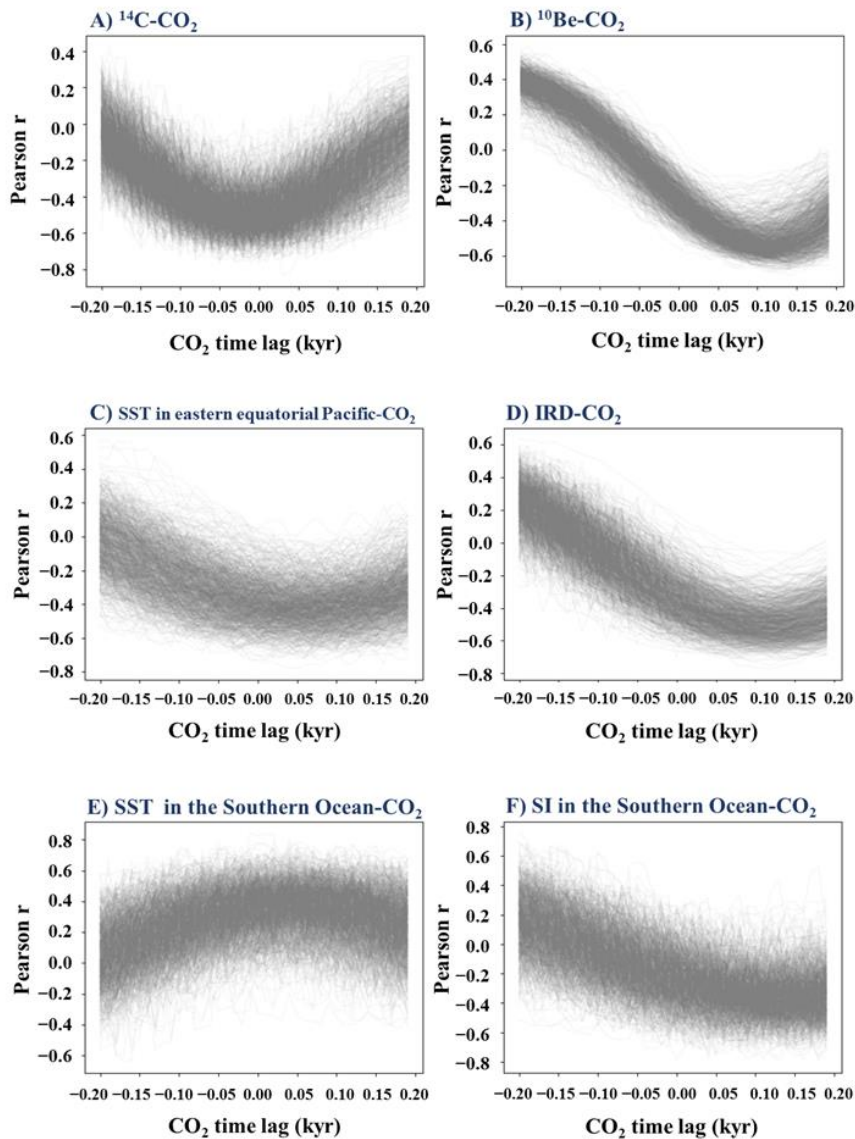 A) ¹⁴C-CO₂
0.4
0.2
0.0
−0.2
−0.4
−0.6
−0.8
Pearson r
−0.20 −0.15 −0.10 −0.05 0.00 0.05 0.10 0.15 0.20
CO₂ time lag (kyr)
B) ¹⁰Be-CO₂
0.6
0.4
0.2
0.0
−0.2
−0.4
−0.6
Pearson r
−0.20 −0.15 −0.10 −0.05 0.00 0.05 0.10 0.15 0.20
CO₂ time lag (kyr)
C) SST in eastern equatorial Pacific-CO₂
0.6
0.4
0.2
0.0
−0.2
−0.4
−0.6
−0.8
Pearson r
−0.20 −0.15 −0.10 −0.05 0.00 0.05 0.10 0.15 0.20
CO₂ time lag (kyr)
D) IRD-CO₂
0.6
0.4
0.2
0.0
−0.2
−0.4
−0.6
−0.8
Pearson r
−0.20 −0.15 −0.10 −0.05 0.00 0.05 0.10 0.15 0.20
CO₂ time lag (kyr)
E) SST in the Southern Ocean-CO₂
0.8
0.6
0.4
0.2
0.0
−0.2
−0.4
−0.6
Pearson r
−0.20 −0.15 −0.10 −0.05 0.00 0.05 0.10 0.15 0.20
CO₂ time lag (kyr)
F) SI in the Southern Ocean-CO₂
0.8
0.6
0.4
0.2
0.0
−0.2
−0.4
−0.6
−0.8
Pearson r
−0.20 −0.15 −0.10 −0.05 0.00 0.05 0.10 0.15 0.20
CO₂ time lag (kyr)